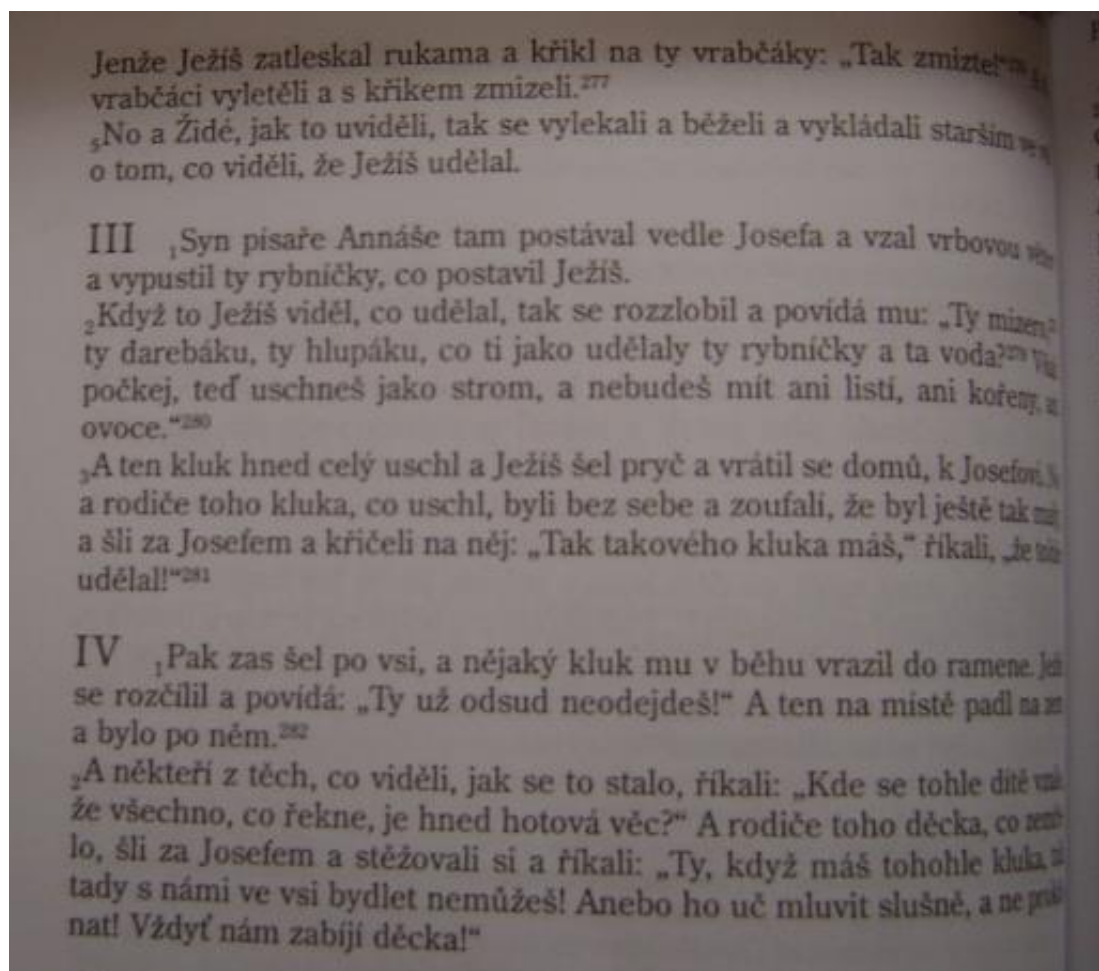 Jenže Ježíš zatleskal rukama a křikl na ty vrabčáky: „Tak zmizte!“
vrabčáci vyletěli a s křikem zmizeli.²⁷⁷
₅No a Židé, jak to uviděli, tak se vylekali a běželi a vykládali starším ve
o tom, co viděli, že Ježíš udělal.
III ₁Syn písaře Annáše tam postával vedle Josefa a vzal vrbovou
a vypustil ty rybníčky, co postavil Ježíš.
₂Když to Ježíš viděl, co udělal, tak se rozzlobil a povídá mu: „Ty
ty darebáku, ty hlupáku, co ti jako udělaly ty rybníčky a ta voda?²⁷⁹
počkej, teď uschneš jako strom, a nebudeš mít ani listí, ani kořeny,
ovoce.“²⁸⁰
₃A ten kluk hned celý uschl a Ježíš šel pryč a vrátil se domů, k Josefovi.
a rodiče toho kluka, co uschl, byli bez sebe a zoufalí, že byl ještě tak
a šli za Josefem a křičeli na něj: „Tak takového kluka máš,“ říkali, „že
udělal!“²⁸¹
IV ₁Pak zas šel po vsi, a nějaký kluk mu v běhu vrazil do ramene.
se rozčílil a povídá: „Ty už odsud neodejdeš!“ A ten na místě padl na
a bylo po něm.²⁸²
₂A někteří z těch, co viděli, jak se to stalo, říkali: „Kde se tohle dítě
že všechno, co řekne, je hned hotová věc?“ A rodiče toho děcka, co
lo, šli za Josefem a stěžovali si a říkali: „Ty, když máš tohohle kluka,
tady s námi ve vsi bydlet nemůžeš! Anebo ho uč mluvit slušně, a ne
nat! Vždyť nám zabíjí děcka!“